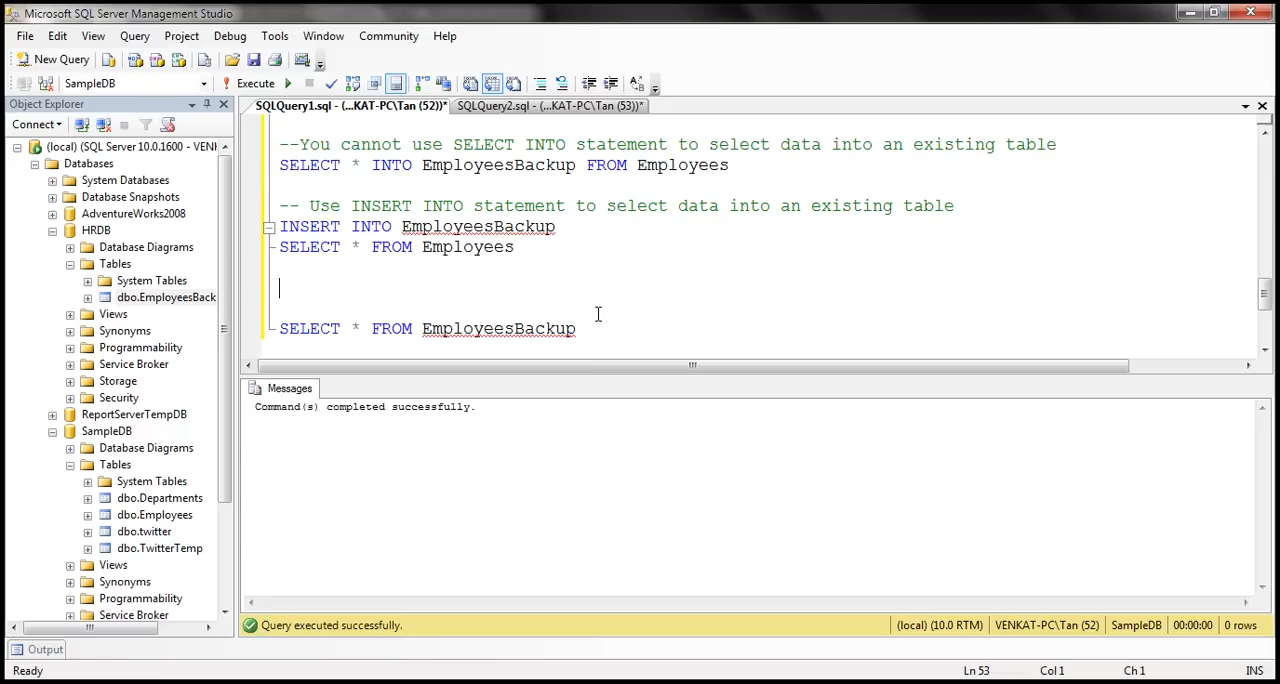 Microsoft SQL Server Management Studio
File Edit View Query Project Debug Tools Window Community Help
New Query
SampleDB Execute
Object Explorer
SQLQuery1.sql - (...KAT-PC\Tan (52))* SQLQuery2.sql - (...KAT-PC\Tan (53))*
Connect
(local) (SQL Server 10.0.1600 - VENK
Databases
System Databases
Database Snapshots
AdventureWorks2008
HRDB
Database Diagrams
Tables
System Tables
dbo.EmployeesBack
Views
Synonyms
Programmability
Service Broker
Storage
Security
ReportServerTempDB
SampleDB
Database Diagrams
Tables
System Tables
dbo.Departments
dbo.Employees
dbo.twitter
dbo.TwitterTemp
Views
Synonyms
Programmability
Service Broker
--You cannot use SELECT INTO statement to select data into an existing table
SELECT * INTO EmployeesBackup FROM Employees
-- Use INSERT INTO statement to select data into an existing table
INSERT INTO EmployeesBackup
SELECT * FROM Employees
SELECT * FROM EmployeesBackup
Messages
Command(s) completed successfully.
Query executed successfully. (local) (10.0 RTM) VENKAT-PC\Tan (52) SampleDB 00:00:00 0 rows
Output
Ready Ln 53 Col 1 Ch 1 INS